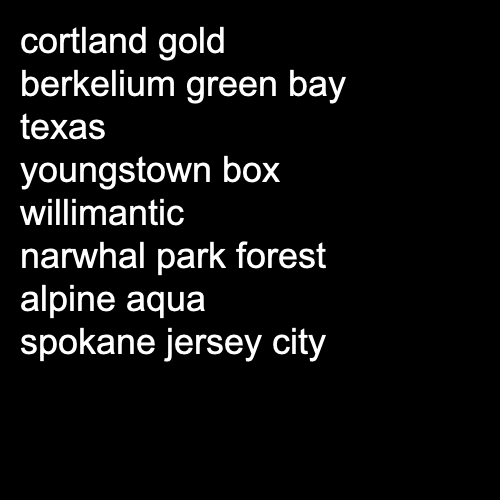 cortland gold
berkelium green bay
texas
youngstown box
willimantic
narwhal park forest
alpine aqua
spokane jersey city